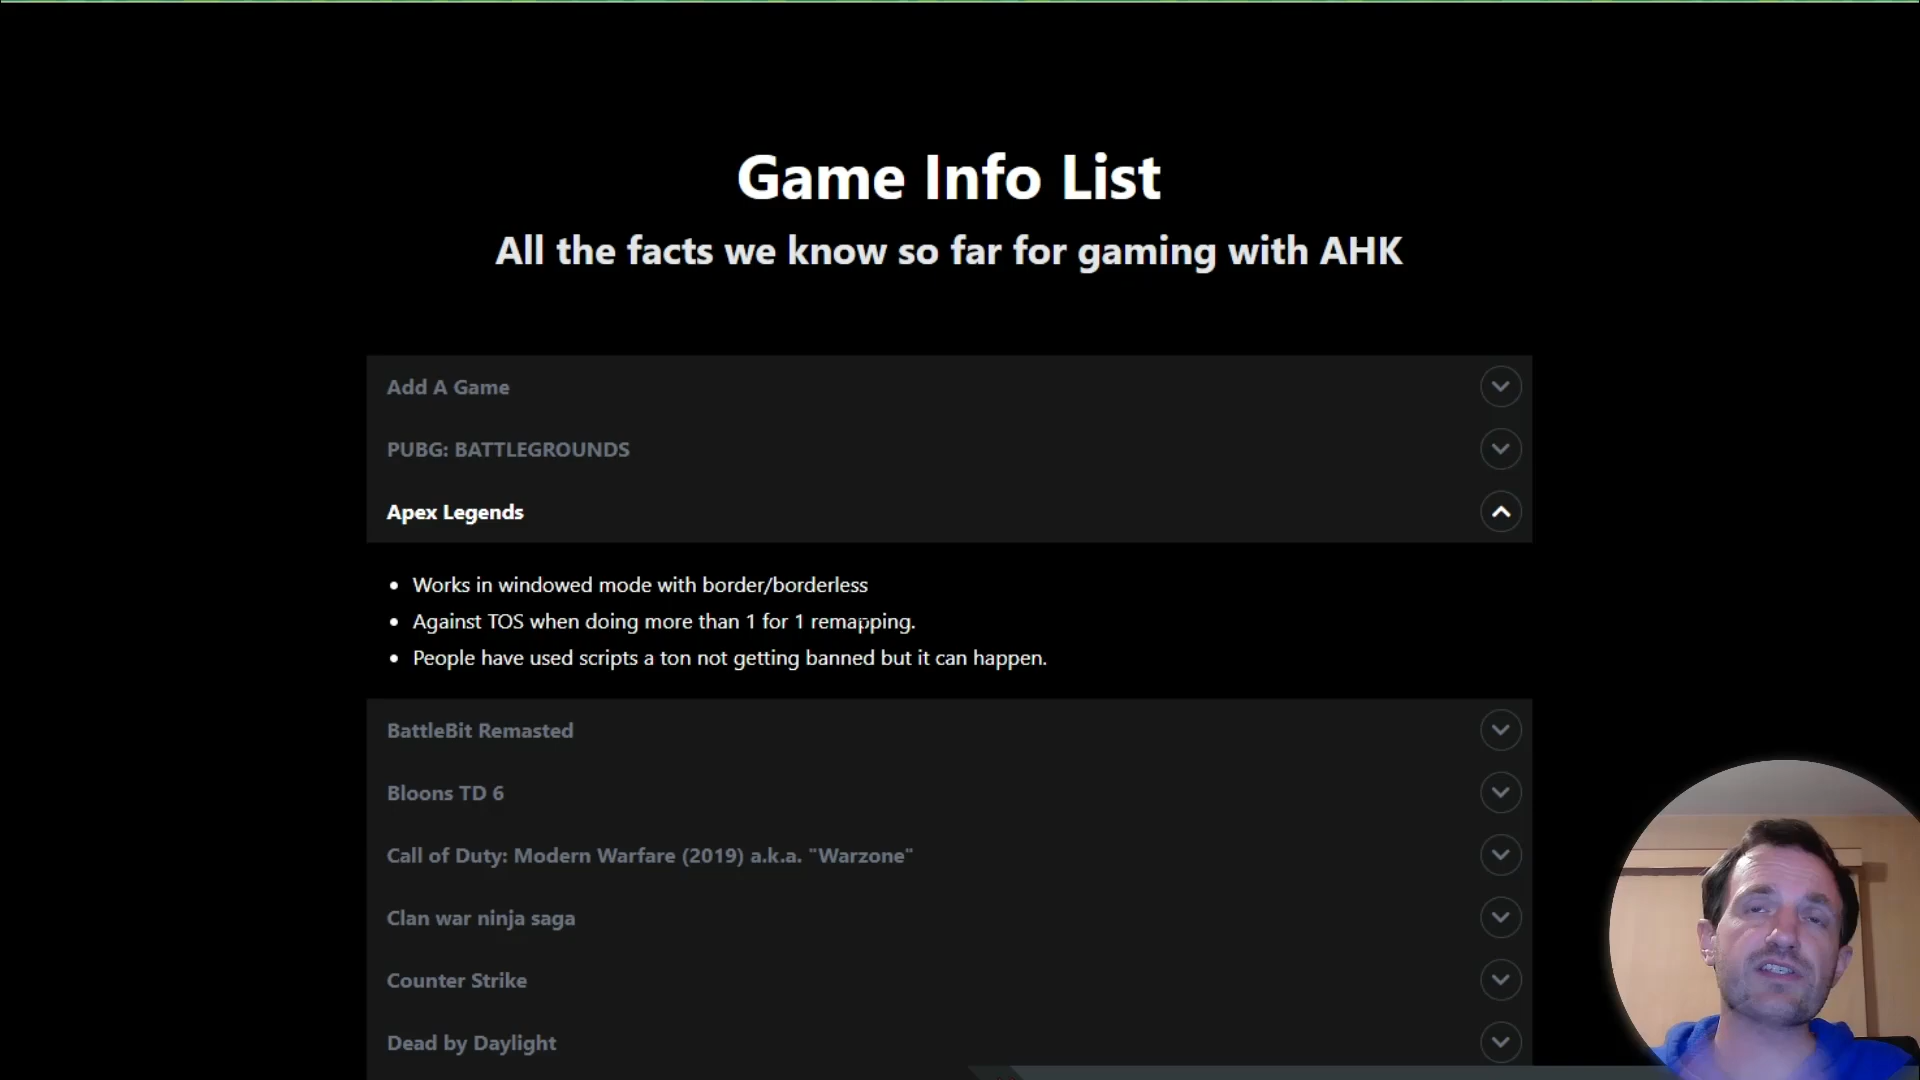 Game Info List
All the facts we know so far for gaming with AHK
Add A Game
PUBG: BATTLEGROUNDS
Apex Legends
• Works in windowed mode with border/borderless
• Against TOS when doing more than 1 for 1 remapping.
• People have used scripts a ton not getting banned but it can happen.
BattleBit Remasted
Bloons TD 6
Call of Duty: Modern Warfare (2019) a.k.a. "Warzone"
Clan war ninja saga
Counter Strike
Dead by Daylight